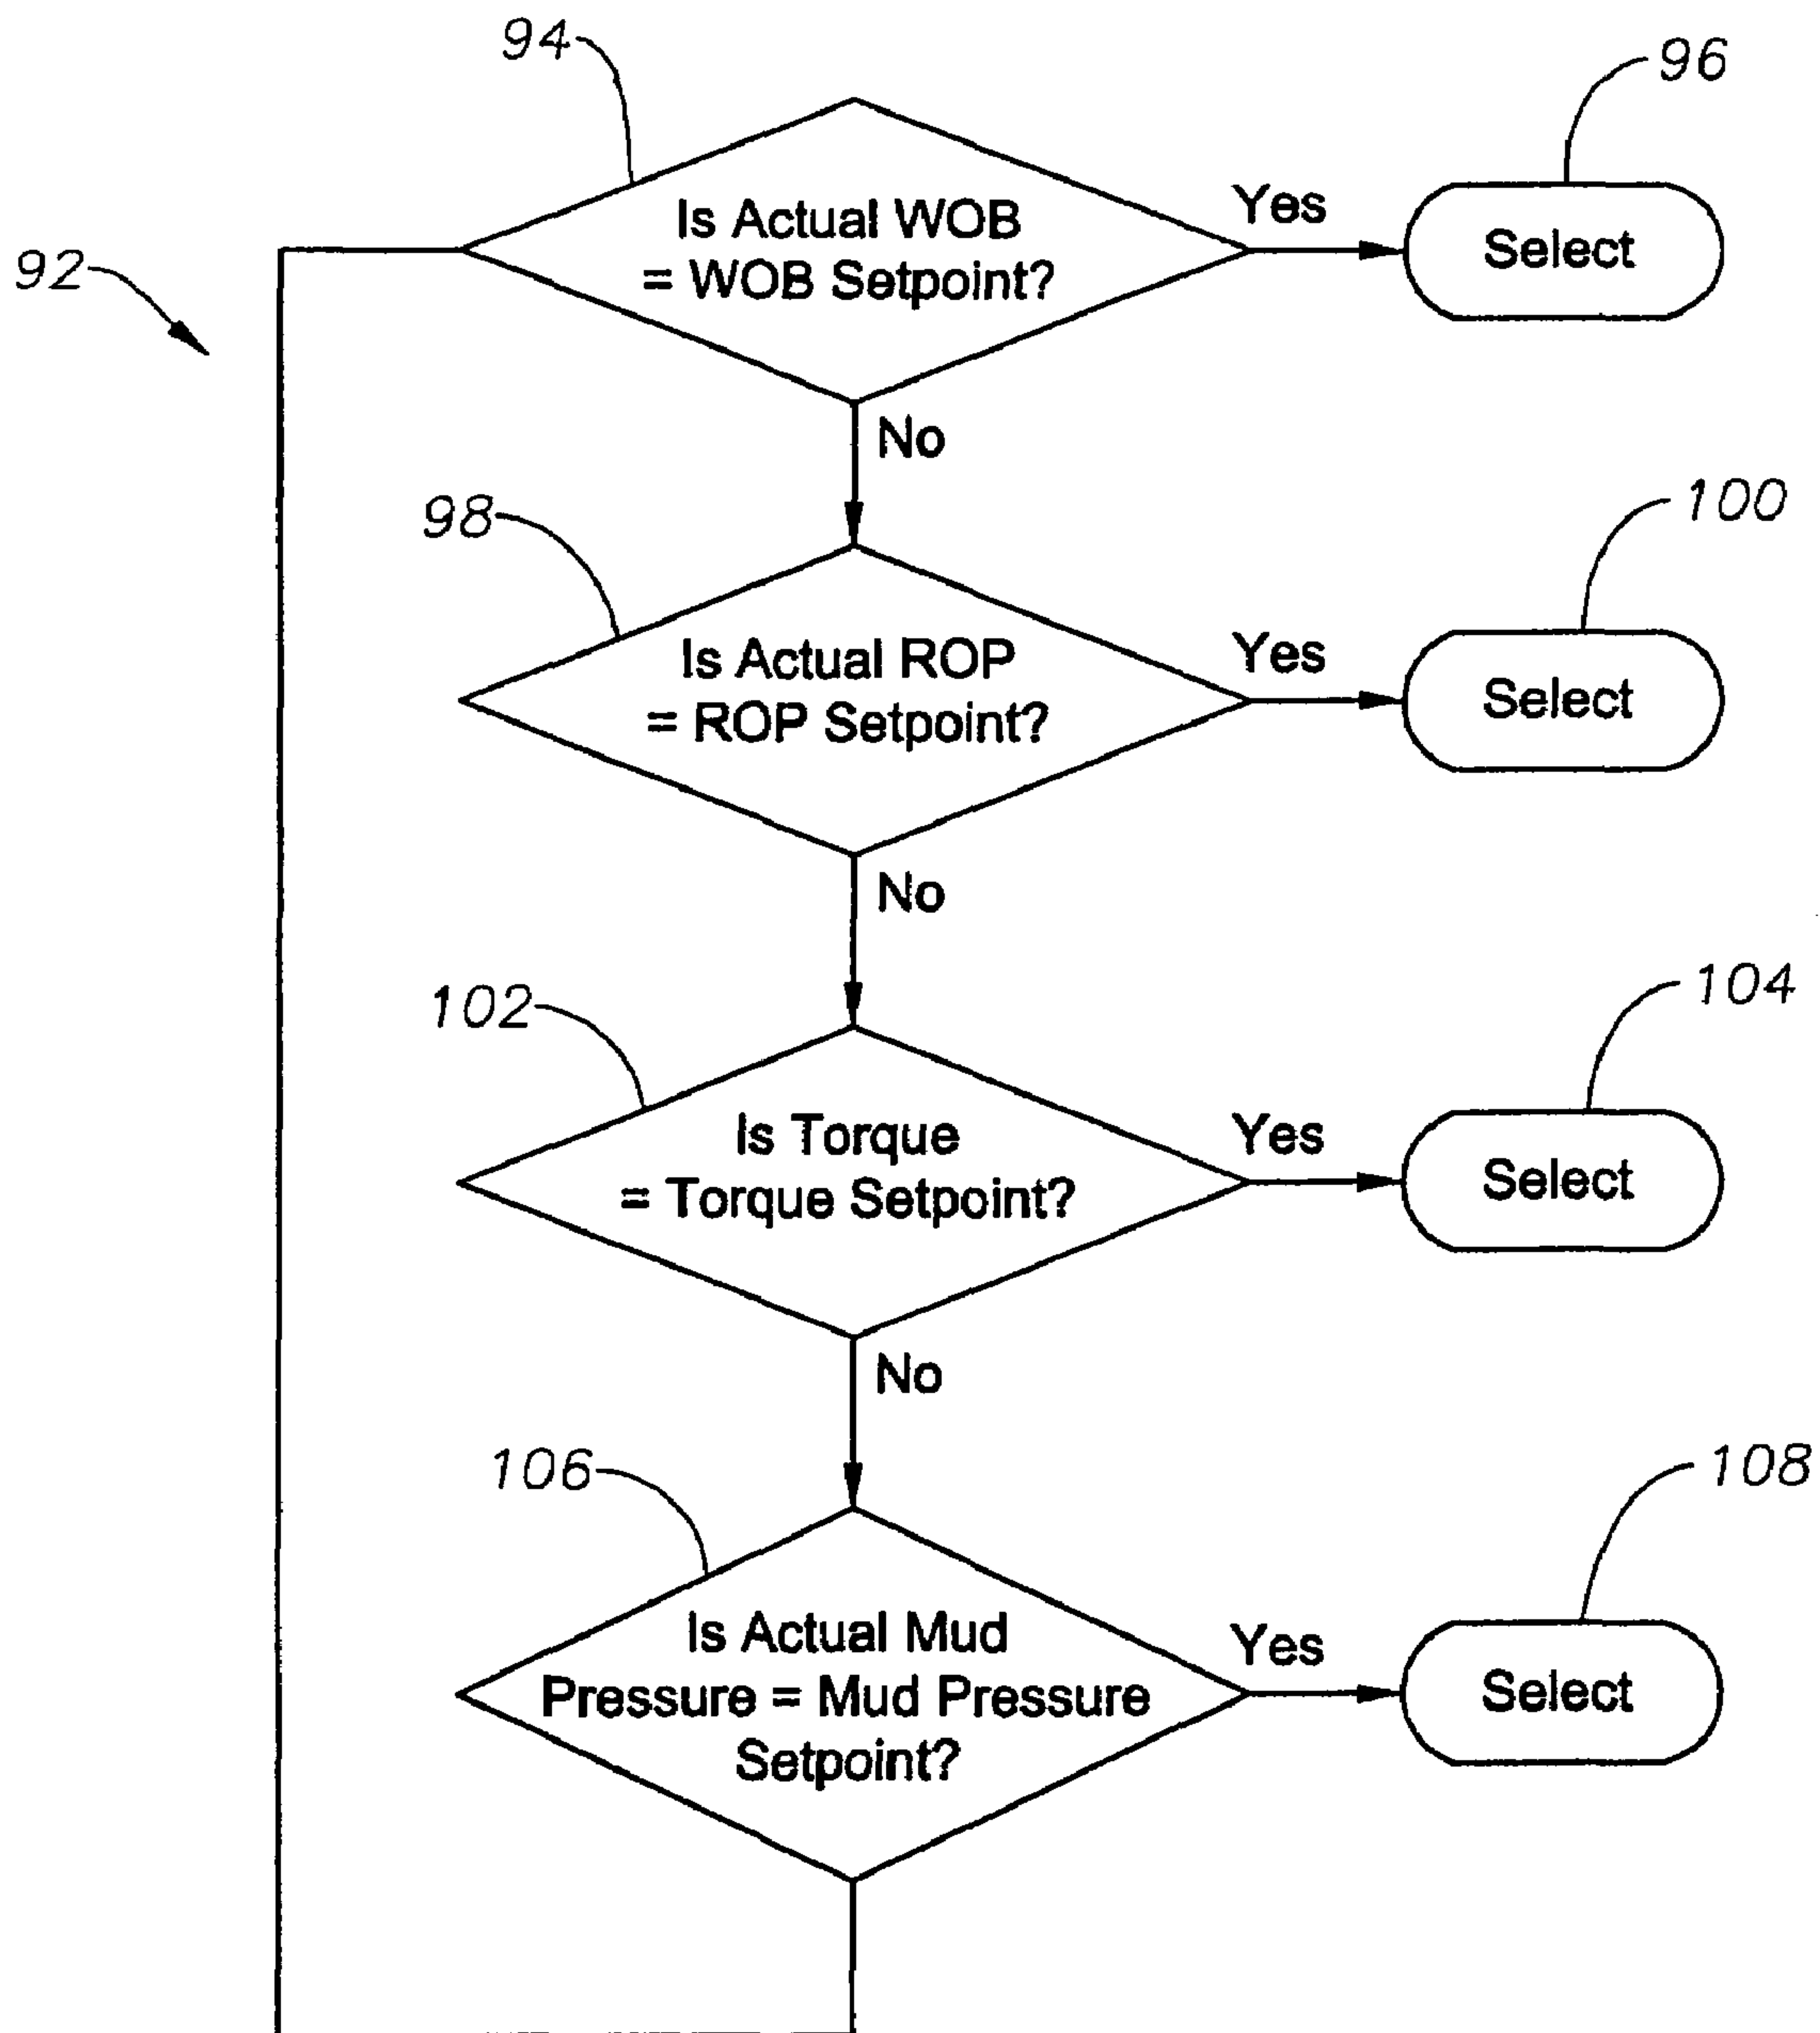 94
96
92
Is Actual WOB
= WOB Setpoint?
Yes
Select
No
98
100
Is Actual ROP
= ROP Setpoint?
Yes
Select
No
102
104
Is Torque
= Torque Setpoint?
Yes
Select
No
106
108
Is Actual Mud
Pressure = Mud Pressure
Setpoint?
Yes
Select